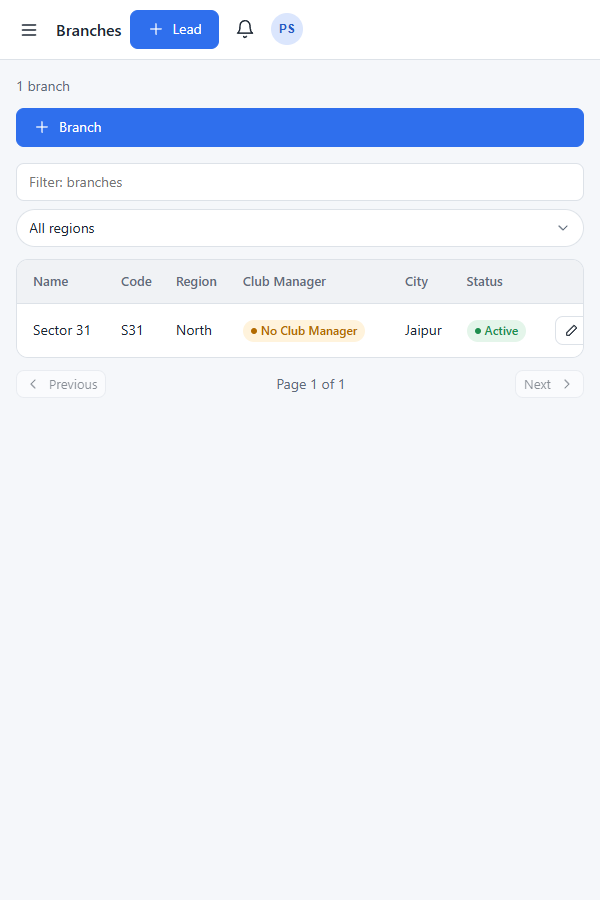 Branches + Lead PS
1 branch
+ Branch
Filter: branches
All regions
Name Code Region Club Manager City Status
Sector 31 S31 North No Club Manager Jaipur Active
Previous Page 1 of 1 Next